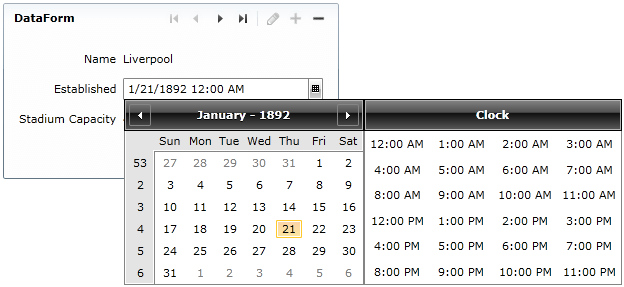 DataForm
Name Liverpool
Established 1/21/1892 12:00 AM
Stadium Capacity
January - 1892
Sun Mon Tue Wed Thu Fri Sat
53 27 28 29 30 31 1 2
2 3 4 5 6 7 8 9
3 10 11 12 13 14 15 16
4 17 18 19 20 21 22 23
5 24 25 26 27 28 29 30
6 31 1 2 3 4 5 6
Clock
12:00 AM 1:00 AM 2:00 AM 3:00 AM
4:00 AM 5:00 AM 6:00 AM 7:00 AM
8:00 AM 9:00 AM 10:00 AM 11:00 AM
12:00 PM 1:00 PM 2:00 PM 3:00 PM
4:00 PM 5:00 PM 6:00 PM 7:00 PM
8:00 PM 9:00 PM 10:00 PM 11:00 PM